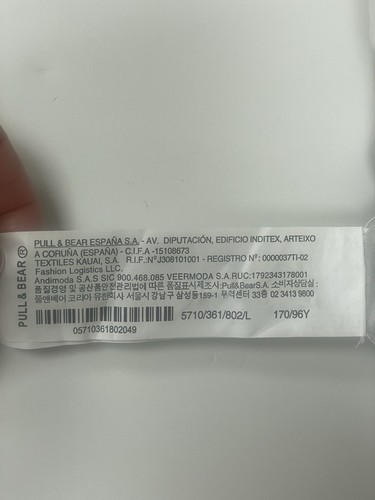 PULL & BEAR ®
PULL & BEAR ESPAÑA S.A. - AV. DIPUTACIÓN, EDIFICIO INDITEX, ARTEIXO
A CORUÑA (ESPAÑA) - C.I.F.A -15108673
TEXTILES KAUAI, S.A. R.I.F.:NºJ308101001 - REGISTRO Nº: 0000037TI-02
Fashion Logistics LLC.
Andimoda S.A.S SIC 900.468.085 VEERMODA S.A.RUC:1792343178001
품질경영 및 공산품안전관리법에 따른 품질표시제조사:Pull&BearS.A. 소비자상담실:
풀앤베어 코리아 유한회사 서울시 강남구 삼성동159-1 무역센타 33층 02 3413 9800
5710/361/802/L 170/96Y
05710361802049